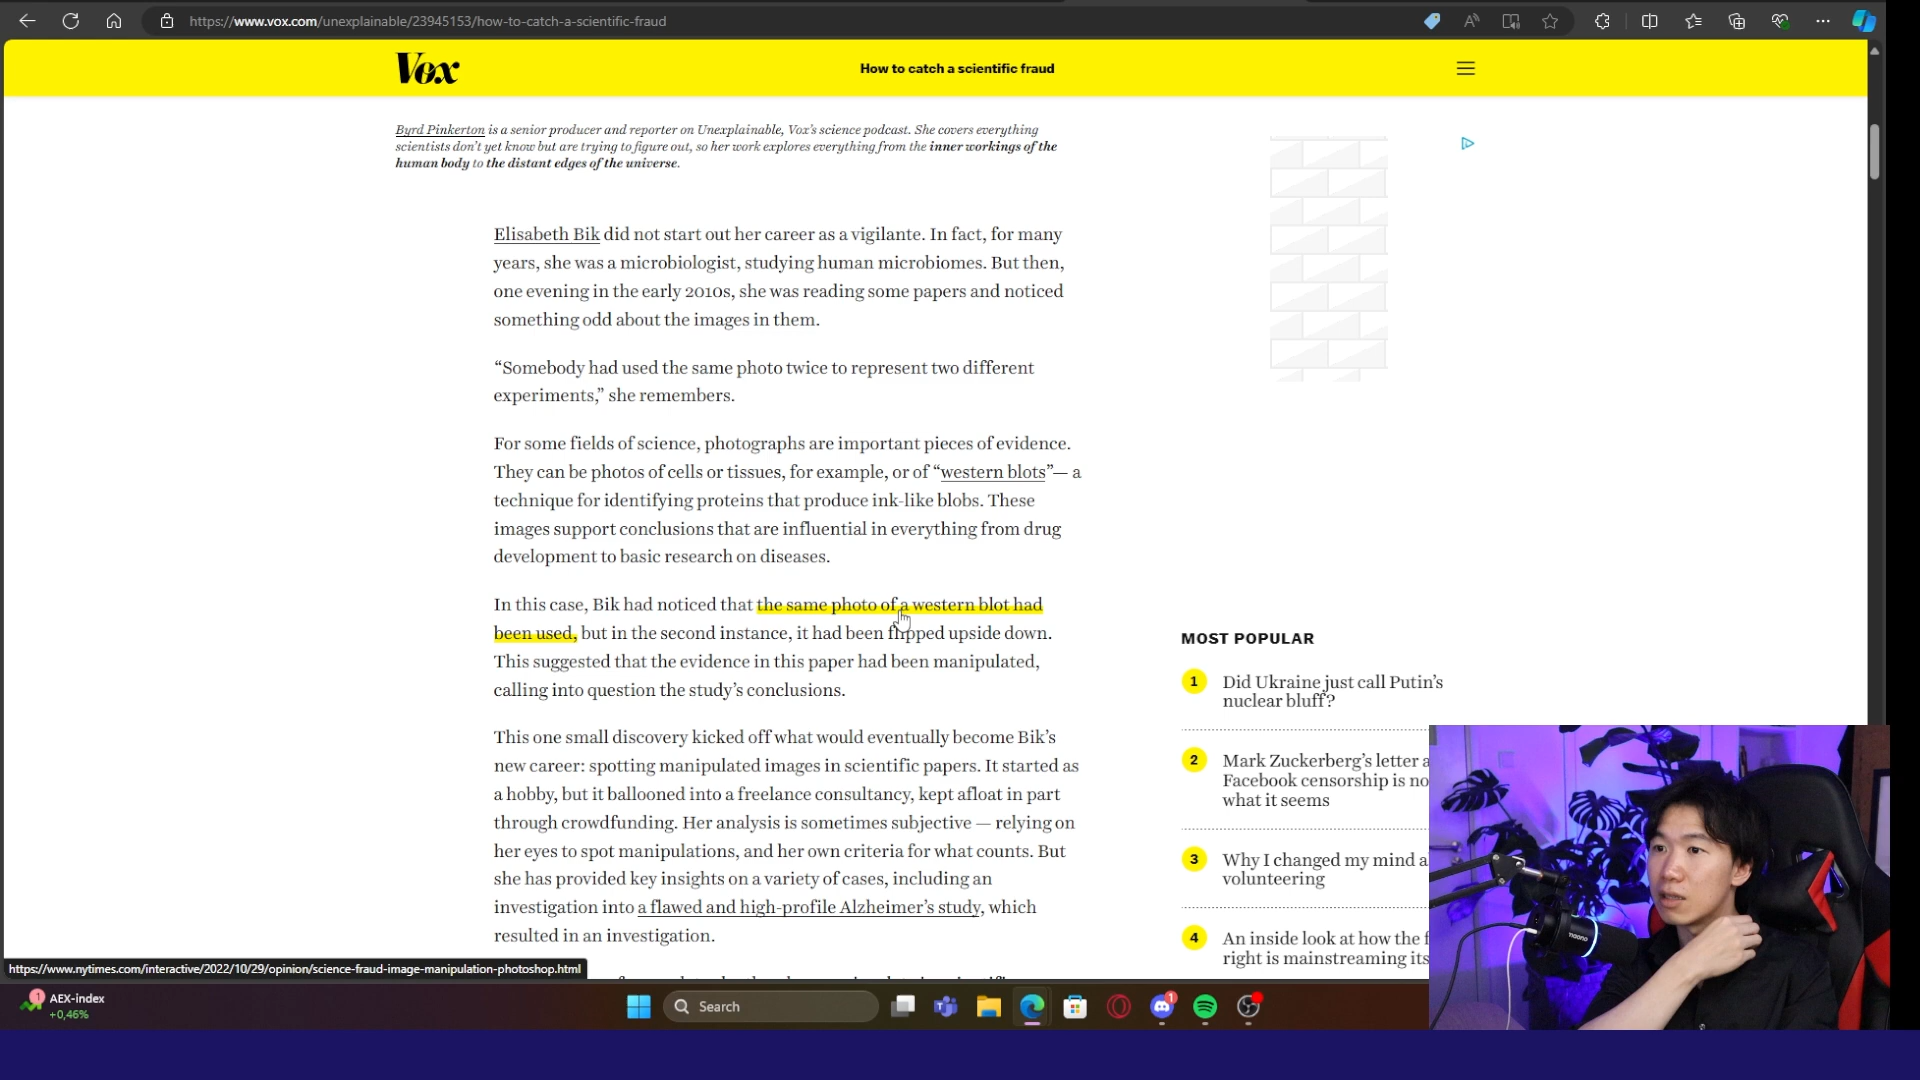 https://www.vox.com/unexplainable/23945153/how-to-catch-a-scientific-fraud
Vox
How to catch a scientific fraud
Byrd Pinkerton is a senior producer and reporter on Unexplainable, Vox's science podcast. She covers everything
scientists don't yet know but are trying to figure out, so her work explores everything from the inner workings of the
human body to the distant edges of the universe.
Elisabeth Bik did not start out her career as a vigilante. In fact, for many
years, she was a microbiologist, studying human microbiomes. But then,
one evening in the early 2010s, she was reading some papers and noticed
something odd about the images in them.
“Somebody had used the same photo twice to represent two different
experiments,” she remembers.
For some fields of science, photographs are important pieces of evidence.
They can be photos of cells or tissues, for example, or of “western blots”— a
technique for identifying proteins that produce ink-like blobs. These
images support conclusions that are influential in everything from drug
development to basic research on diseases.
In this case, Bik had noticed that the same photo of a western blot had
been used, but in the second instance, it had been flipped upside down.
This suggested that the evidence in this paper had been manipulated,
calling into question the study’s conclusions.
This one small discovery kicked off what would eventually become Bik’s
new career: spotting manipulated images in scientific papers. It started as
a hobby, but it ballooned into a freelance consultancy, kept afloat in part
through crowdfunding. Her analysis is sometimes subjective — relying on
her eyes to spot manipulations, and her own criteria for what counts. But
she has provided key insights on a variety of cases, including an
investigation into a flawed and high-profile Alzheimer’s study, which
resulted in an investigation.
MOST POPULAR
1 Did Ukraine just call Putin’s
nuclear bluff?
2 Mark Zuckerberg’s letter a
Facebook censorship is no
what it seems
3 Why I changed my mind a
volunteering
4 An inside look at how the f
right is mainstreaming its
https://www.nytimes.com/interactive/2022/10/29/opinion/science-fraud-image-manipulation-photoshop.html
1
AEX-index
+0,46%
Search
1
maono